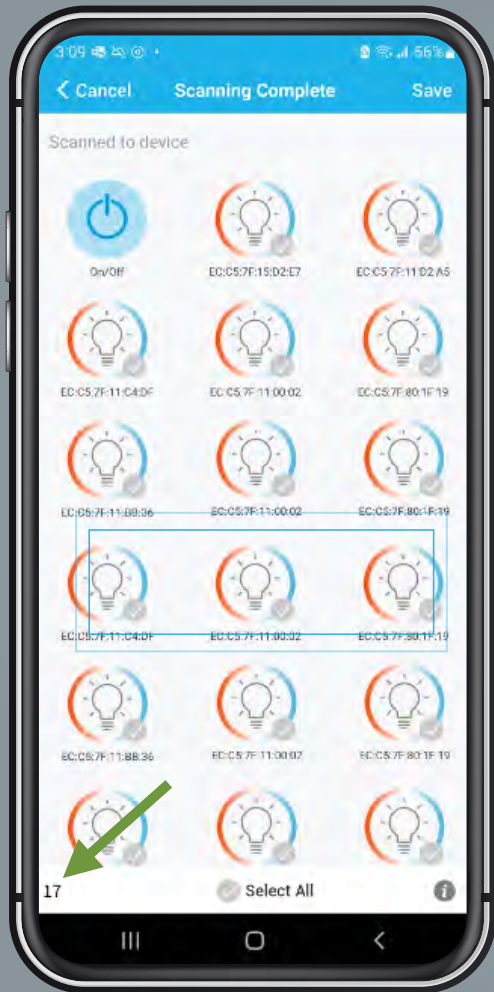 3:09 56%
Cancel Scanning Complete Save
Scanned to device
On/Off EC:C5:7F:15:D2:E7 EC:C5:7F:11:D2:A5
EC:C5:7F:11:C4:DF EC:C5:7F:11:00:02 EC:C5:7F:80:1F:19
EC:C5:7F:11:BB:36 EC:C5:7F:11:00:02 EC:C5:7F:80:1F:19
EC:C5:7F:11:C4:DF EC:C5:7F:11:00:02 EC:C5:7F:80:1F:19
EC:C5:7F:11:BB:36 EC:C5:7F:11:00:02 EC:C5:7F:80:1F:19
17 Select All